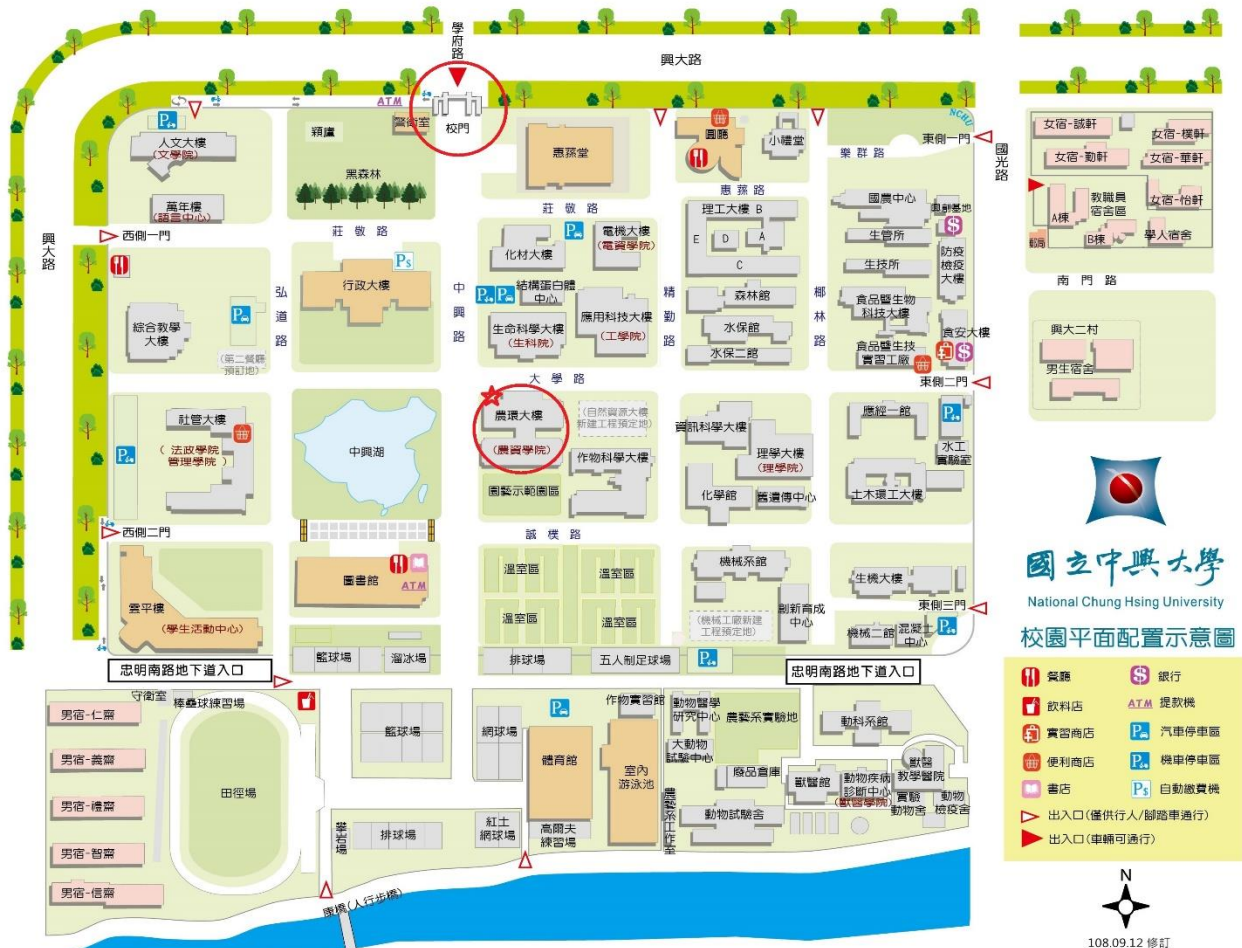 學府路
興大路
ATM
校門
警衛室
穎廬
黑森林
人文大樓
(文學院)
萬年樓
(語言中心)
惠蓀堂
圓廳
小禮堂
NCHU
東側一門
樂群路
國光路
惠蓀路
莊敬路
女宿-誠軒
女宿-樸軒
女宿-勤軒
女宿-華軒
女宿-怡軒
教職員
宿舍區
A棟
B棟
學人宿舍
郵局
南門路
興大二村
男生宿舍
西側一門
興大路
莊敬路
行政大樓
弘道路
中興路
化材大樓
電機大樓
(電資學院)
理工大樓 B
E
D
A
C
國農中心
生管所
生技所
防疫
檢疫
大樓
結構蛋白體
中心
生命科學大樓
(生科院)
應用科技大樓
(工學院)
精勤路
森林館
水保館
水保二館
椰林路
食品暨生物
科技大樓
食品暨生技
實習工廠
食安大樓
綜合教學
大樓
(第二餐廳
預訂地)
大學路
東側二門
社管大樓
(法政學院
管理學院)
中興湖
農環大樓
(農資學院)
(自然資源大樓
新建工程預定地)
作物科學大樓
園藝示範園區
資訊科學大樓
理學大樓
(理學院)
化學館
舊遺傳中心
應經一館
水工
實驗室
土木環工大樓
西側二門
誠樸路
雲平樓
(學生活動中心)
圖書館
ATM
溫室區
溫室區
溫室區
溫室區
機械系館
(機械工廠新建
工程預定地)
創新育成
中心
生機大樓
東側三門
機械二館
混凝土
中心
籃球場
溜冰場
排球場
五人制足球場
忠明南路地下道入口
忠明南路地下道入口
守衛室
棒壘球練習場
男宿-仁齋
男宿-義齋
男宿-禮齋
男宿-智齋
男宿-信齋
田徑場
籃球場
網球場
排球場
紅土
網球場
體育館
高爾夫
練習場
室內
游泳池
作物實習館
農藝系工作室
動物醫學
研究中心
農藝系實驗地
大動物
試驗中心
廢品倉庫
動物試驗舍
動科系館
獸醫館
動物疾病
診斷中心
(獸醫學院)
獸醫
教學醫院
實驗
動物舍
動物
檢疫舍
康橋(人行步橋)
國立中興大學
National Chung Hsing University
校園平面配置示意圖
餐廳
銀行
飲料店
ATM 提款機
實習商店
汽車停車區
便利商店
機車停車區
書店
Ps 自動繳費機
出入口(僅供行人/腳踏車通行)
出入口(車輛可通行)
N
108.09.12 修訂